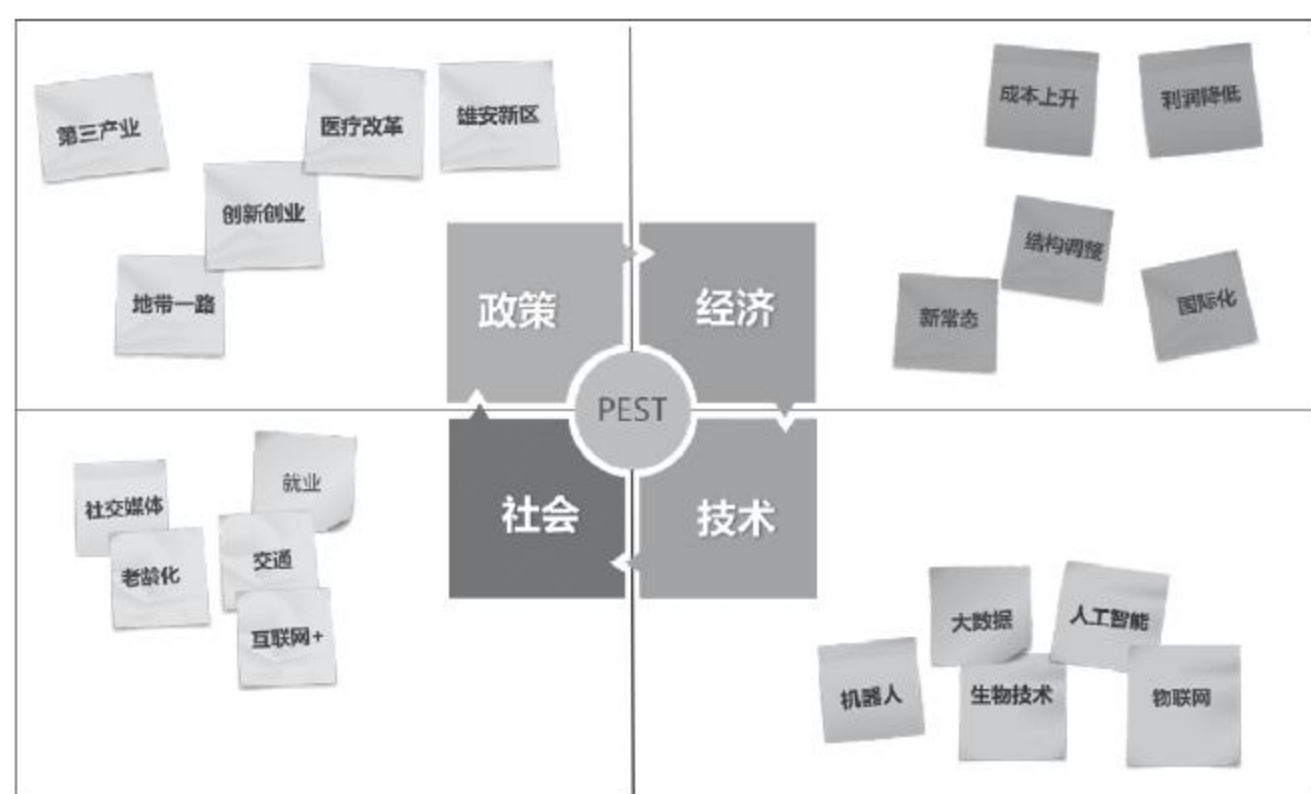 第三产业
医疗改革
雄安新区
创新创业
地带一路
成本上升
利润降低
结构调整
新常态
国际化
政策
经济
PEST
社会
技术
社交媒体
就业
老龄化
交通
互联网+
大数据
人工智能
机器人
生物技术
物联网